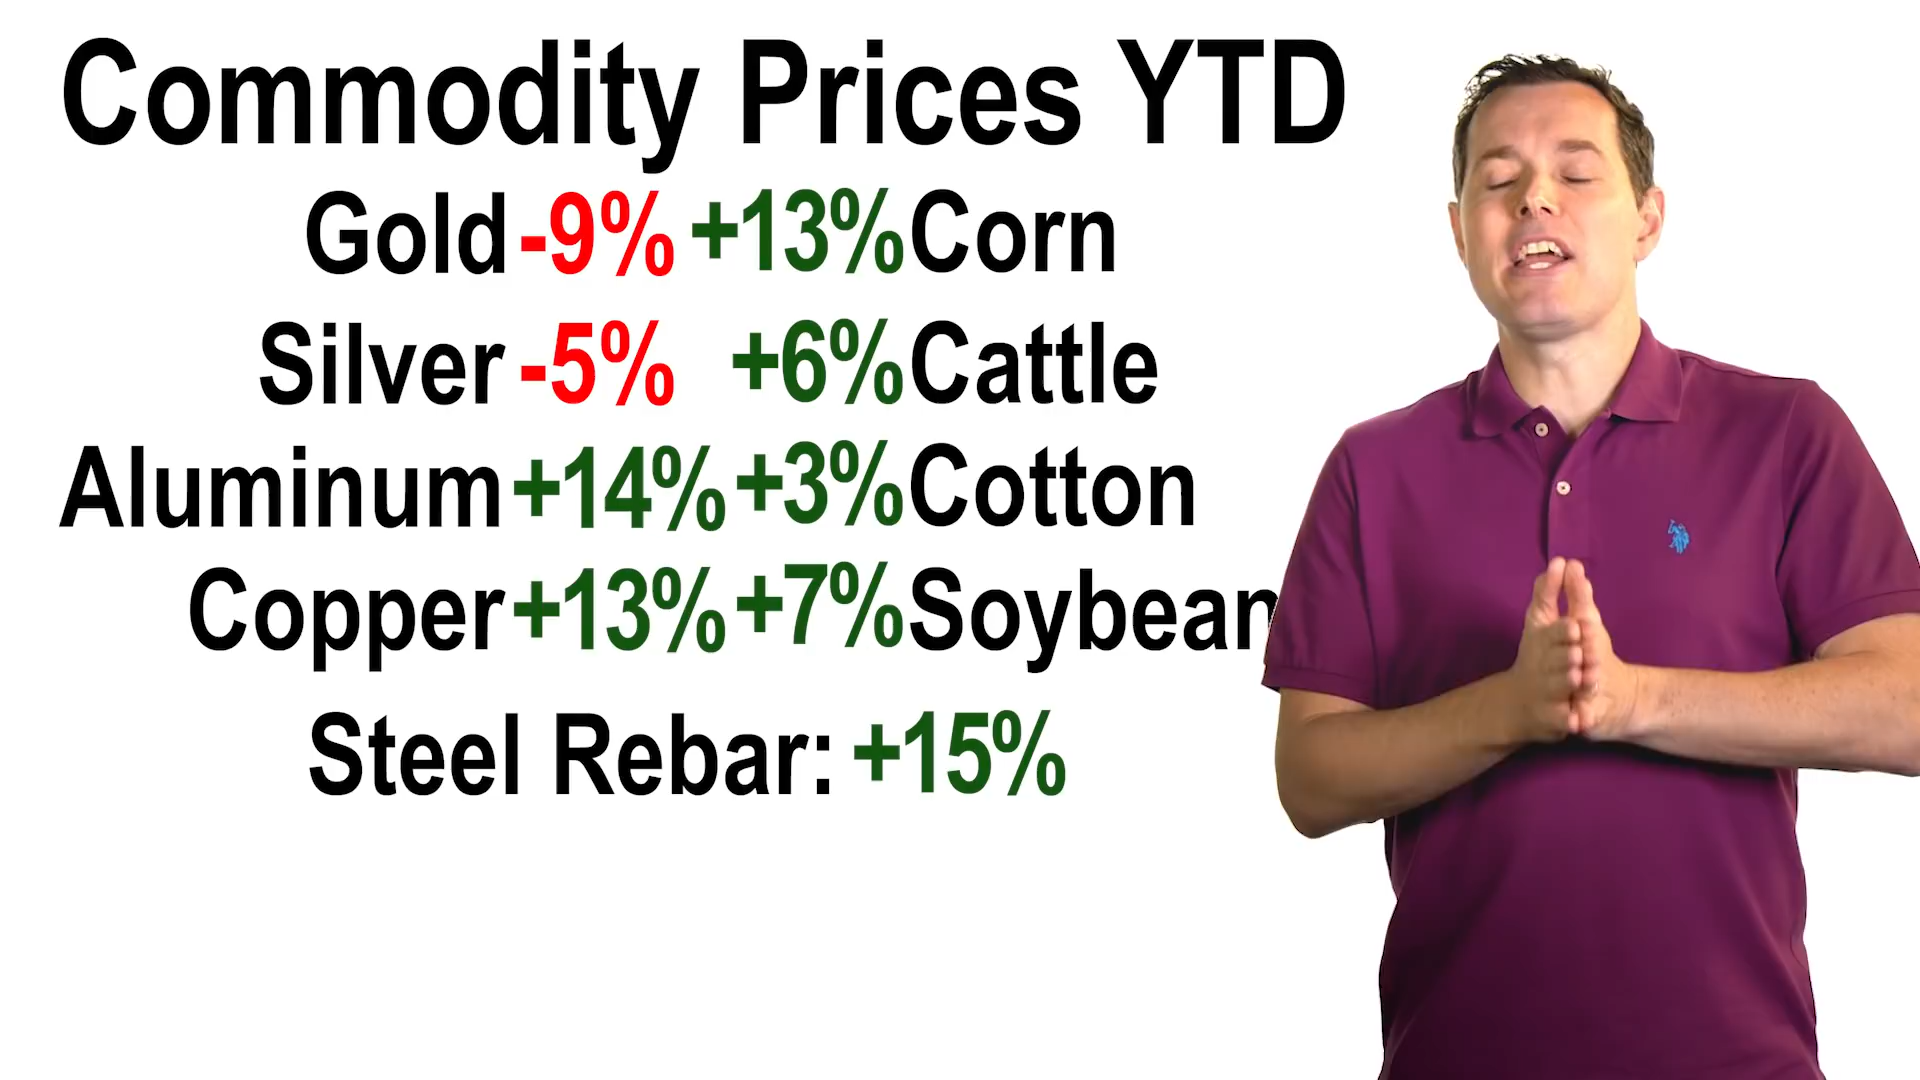 Commodity Prices YTD
Gold -9% +13% Corn
Silver -5% +6% Cattle
Aluminum +14% +3% Cotton
Copper +13% +7% Soybean
Steel Rebar: +15%